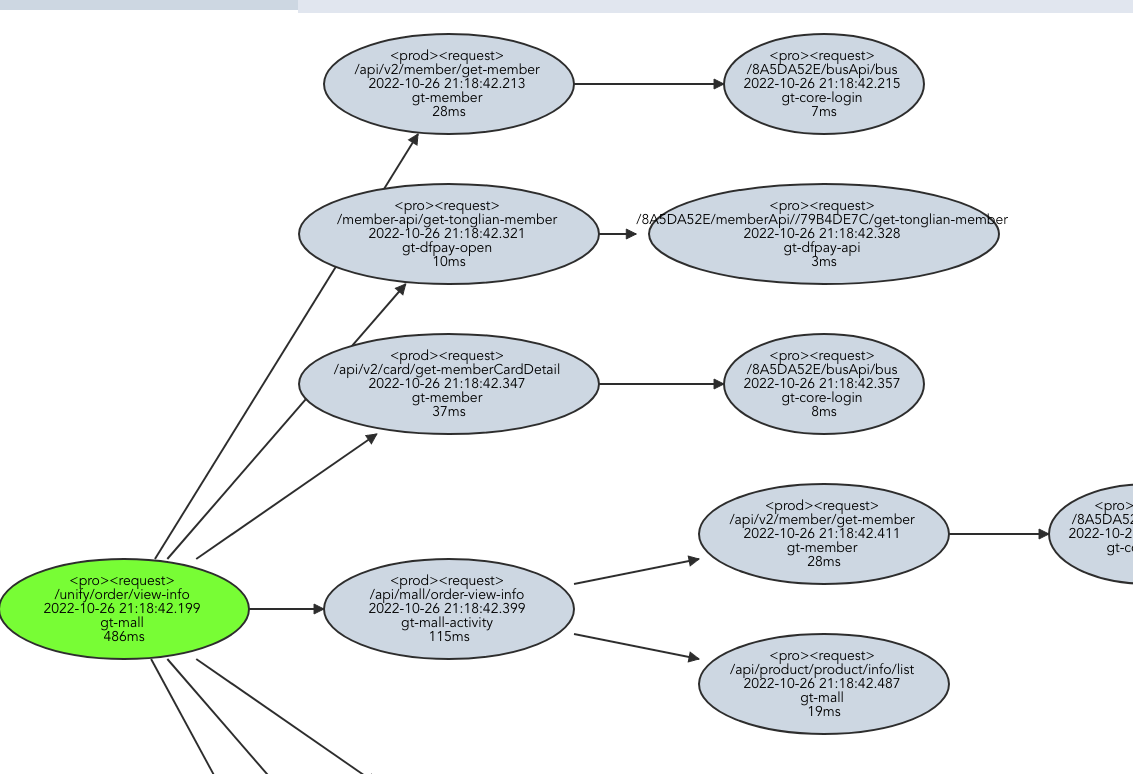 <prod><request>
/api/v2/member/get-member
2022-10-26 21:18:42.213
gt-member
28ms
<pro><request>
/8A5DA52E/busApi/bus
2022-10-26 21:18:42.215
gt-core-login
7ms
<pro><request>
/member-api/get-tonglian-member
2022-10-26 21:18:42.321
gt-dfpay-open
10ms
<pro><request>
/8A5DA52E/memberApi//79B4DE7C/get-tonglian-member
2022-10-26 21:18:42.328
gt-dfpay-api
3ms
<prod><request>
/api/v2/card/get-memberCardDetail
2022-10-26 21:18:42.347
gt-member
37ms
<pro><request>
/8A5DA52E/busApi/bus
2022-10-26 21:18:42.357
gt-core-login
8ms
<prod><request>
/api/v2/member/get-member
2022-10-26 21:18:42.411
gt-member
28ms
<pro>
/8A5DA52
2022-10-2
gt-c
<pro><request>
/unify/order/view-info
2022-10-26 21:18:42.199
gt-mall
486ms
<prod><request>
/api/mall/order-view-info
2022-10-26 21:18:42.399
gt-mall-activity
115ms
<pro><request>
/api/product/product/info/list
2022-10-26 21:18:42.487
gt-mall
19ms